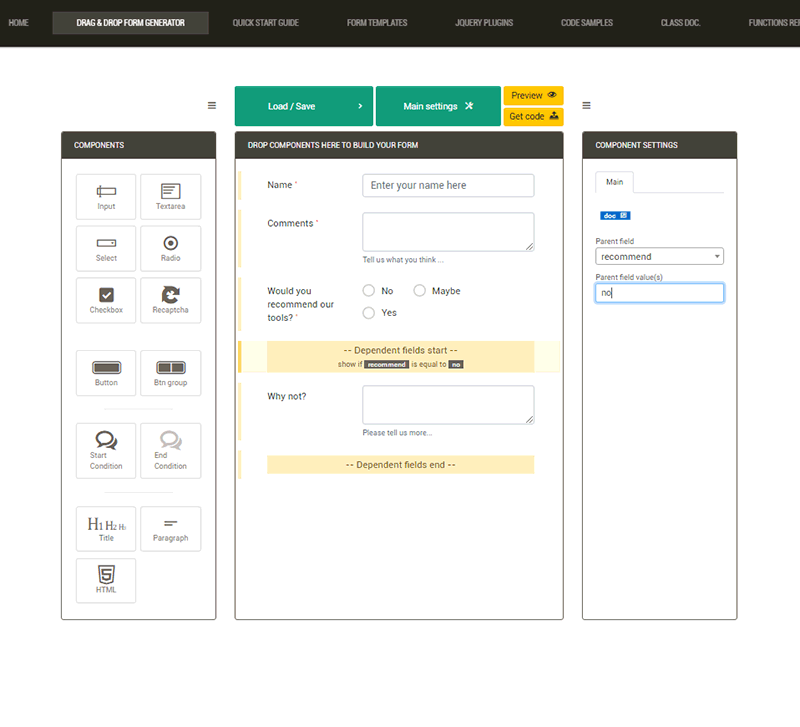 HOME DRAG & DROP FORM GENERATOR QUICK START GUIDE FORM TEMPLATES JQUERY PLUGINS CODE SAMPLES CLASS DOC. FUNCTIONS REF
Load / Save
Main settings
Preview
Get code
COMPONENTS
Input
Textarea
Select
Radio
Checkbox
Recaptcha
Button
Btn group
Start
Condition
End
Condition
H1 H2 H3
Title
Paragraph
HTML
DROP COMPONENTS HERE TO BUILD YOUR FORM
Name *
Enter your name here
Comments *
Tell us what you think ...
Would you
recommend our
tools? *
No
Maybe
Yes
-- Dependent fields start --
show if recommend is equal to no
Why not?
Please tell us more...
-- Dependent fields end --
COMPONENT SETTINGS
Main
doc
Parent field
recommend
Parent field value(s)
no